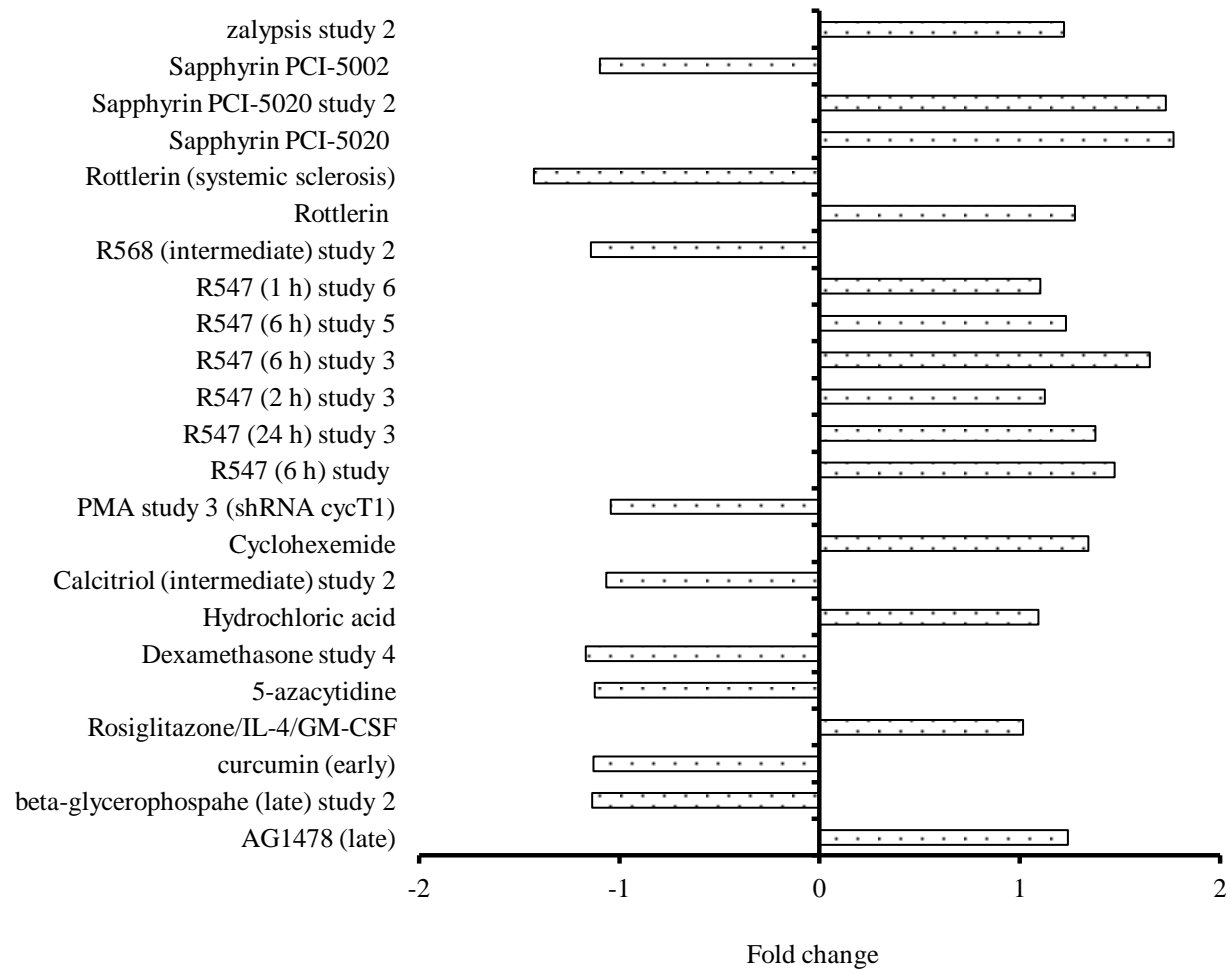 zalypsis study 2
Sapphyrin PCI-5002
Sapphyrin PCI-5020 study 2
Sapphyrin PCI-5020
Rottlerin (systemic sclerosis)
Rottlerin
R568 (intermediate) study 2
R547 (1 h) study 6
R547 (6 h) study 5
R547 (6 h) study 3
R547 (2 h) study 3
R547 (24 h) study 3
R547 (6 h) study
PMA study 3 (shRNA cycT1)
Cyclohexemide
Calcitriol (intermediate) study 2
Hydrochloric acid
Dexamethasone study 4
5-azacytidine
Rosiglitazone/IL-4/GM-CSF
curcumin (early)
beta-glycerophospahe (late) study 2
AG1478 (late)
-2 -1 0 1 2
Fold change